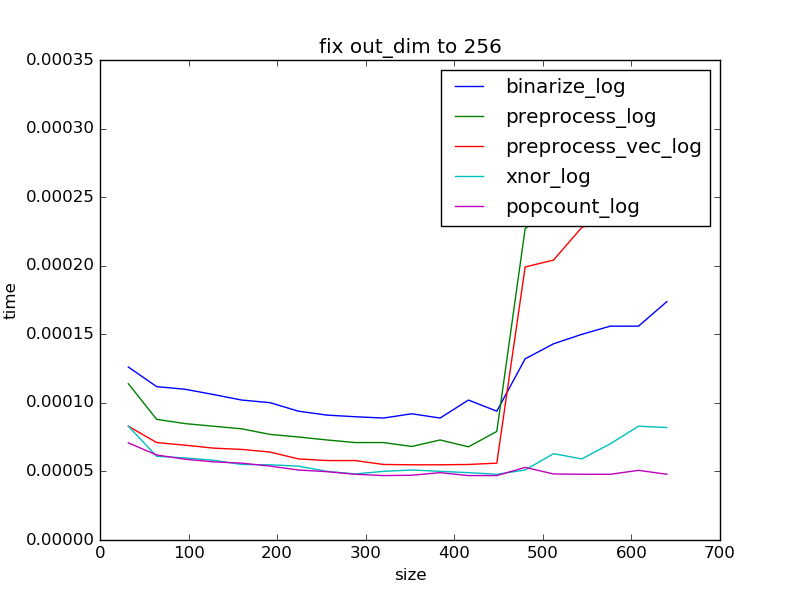 fix out_dim to 256
0.00035
0.00030
0.00025
0.00020
0.00015
0.00010
0.00005
0.00000
time
binarize_log
preprocess_log
preprocess_vec_log
xnor_log
popcount_log
0 100 200 300 400 500 600 700
size